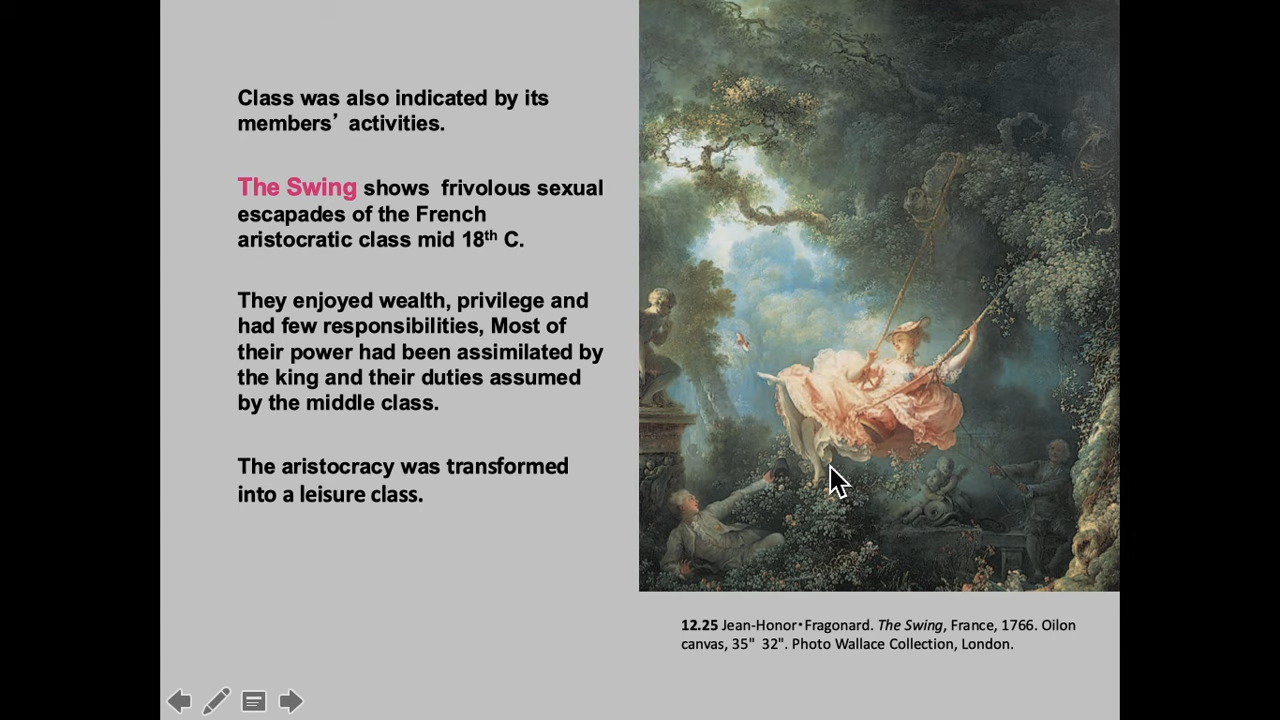 Class was also indicated by its
members’ activities.
The Swing shows frivolous sexual
escapades of the French
aristocratic class mid 18th C.
They enjoyed wealth, privilege and
had few responsibilities, Most of
their power had been assimilated by
the king and their duties assumed
by the middle class.
The aristocracy was transformed
into a leisure class.
12.25 Jean-Honor•Fragonard. The Swing, France, 1766. Oilon
canvas, 35" 32". Photo Wallace Collection, London.